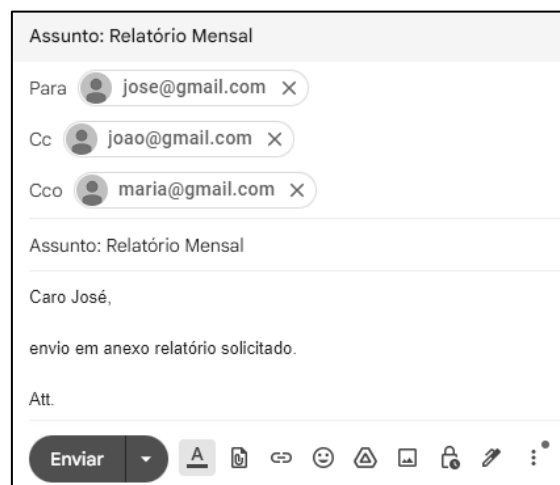 Assunto: Relatório Mensal
Para jose@gmail.com
Cc joao@gmail.com
Cco maria@gmail.com
Assunto: Relatório Mensal
Caro José,
envio em anexo relatório solicitado.
Att.
Enviar A